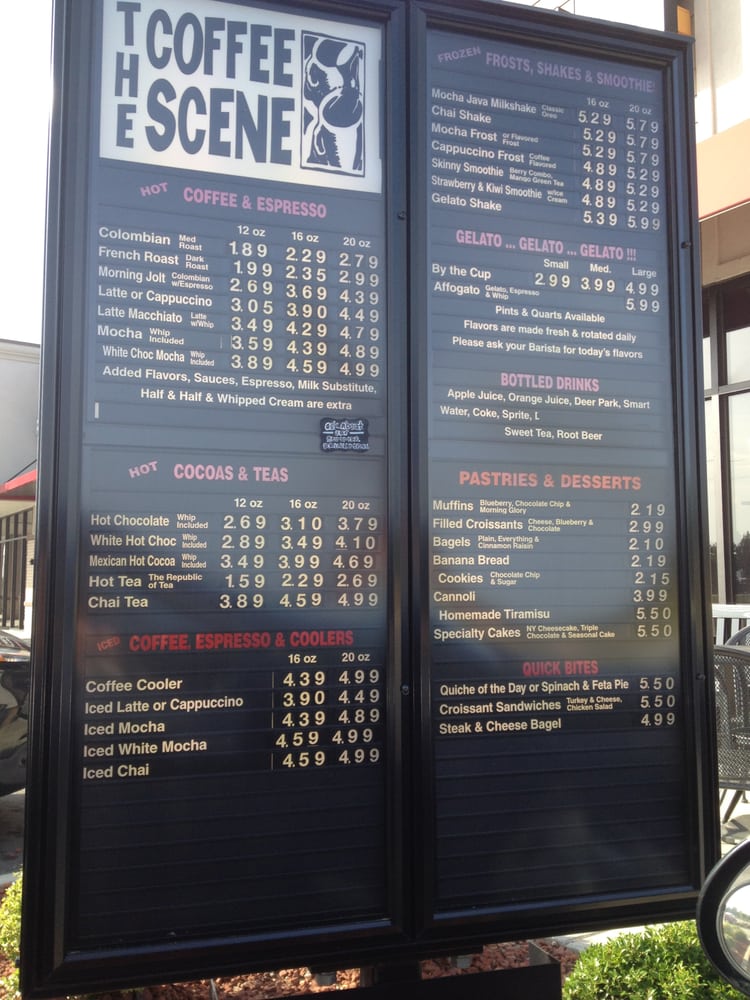 THE COFFEE SCENE
HOT COFFEE & ESPRESSO
12 oz 16 oz 20 oz
Colombian Med Roast 1.89 2.29 2.79
French Roast Dark Roast 1.99 2.35 2.99
Morning Jolt Colombian w/Espresso 2.69 3.69 4.39
Latte or Cappuccino 3.05 3.90 4.49
Latte Macchiato Latte w/Whip 3.49 4.29 4.79
Mocha Whip Included 3.59 4.39 4.89
White Choc Mocha Whip Included 3.89 4.59 4.99
Added Flavors, Sauces, Espresso, Milk Substitute,
Half & Half & Whipped Cream are extra
ask about
HOT COCOAS & TEAS
12 oz 16 oz 20 oz
Hot Chocolate Whip Included 2.69 3.10 3.79
White Hot Choc Whip Included 2.89 3.49 4.10
Mexican Hot Cocoa Whip Included 3.49 3.99 4.69
Hot Tea The Republic of Tea 1.59 2.29 2.69
Chai Tea 3.89 4.59 4.99
ICED COFFEE, ESPRESSO & COOLERS
16 oz 20 oz
Coffee Cooler 4.39 4.99
Iced Latte or Cappuccino 3.90 4.49
Iced Mocha 4.39 4.89
Iced White Mocha 4.59 4.99
Iced Chai 4.59 4.99
FROZEN FROSTS, SHAKES & SMOOTHIE!
16 oz 20 oz
Mocha Java Milkshake Classic Oreo 5.29 5.79
Chai Shake 5.29 5.79
Mocha Frost or Flavored Frost 5.29 5.79
Cappuccino Frost Coffee Flavored 4.89 5.29
Skinny Smoothie Berry Combo, Mango Green Tea 4.89 5.29
Strawberry & Kiwi Smoothie w/Ice Cream 4.89 5.29
Gelato Shake 5.39 5.99
GELATO ... GELATO ... GELATO !!!
Small Med. Large
By the Cup 2.99 3.99 4.99
Affogato Gelato, Espresso & Whip 5.99
Pints & Quarts Available
Flavors are made fresh & rotated daily
Please ask your Barista for today's flavors
BOTTLED DRINKS
Apple Juice, Orange Juice, Deer Park, Smart
Water, Coke, Sprite, L
Sweet Tea, Root Beer
PASTRIES & DESSERTS
Muffins Blueberry, Chocolate Chip & Morning Glory 2.19
Filled Croissants Cheese, Blueberry & Chocolate 2.99
Bagels Plain, Everything & Cinnamon Raisin 2.10
Banana Bread 2.19
Cookies Chocolate Chip & Sugar 2.15
Cannoli 3.99
Homemade Tiramisu 5.50
Specialty Cakes NY Cheesecake, Triple Chocolate & Seasonal Cake 5.50
QUICK BITES
Quiche of the Day or Spinach & Feta Pie 5.50
Croissant Sandwiches Turkey & Cheese, Chicken Salad 5.50
Steak & Cheese Bagel 4.99